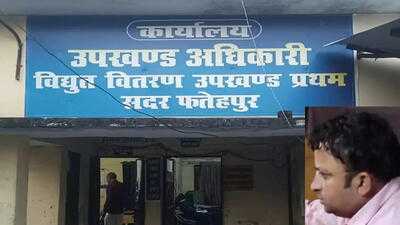 कार्यालय
उपखण्ड अधिकारी
विद्युत वितरण उपखण्ड प्रथम
सदर फतेहपुर